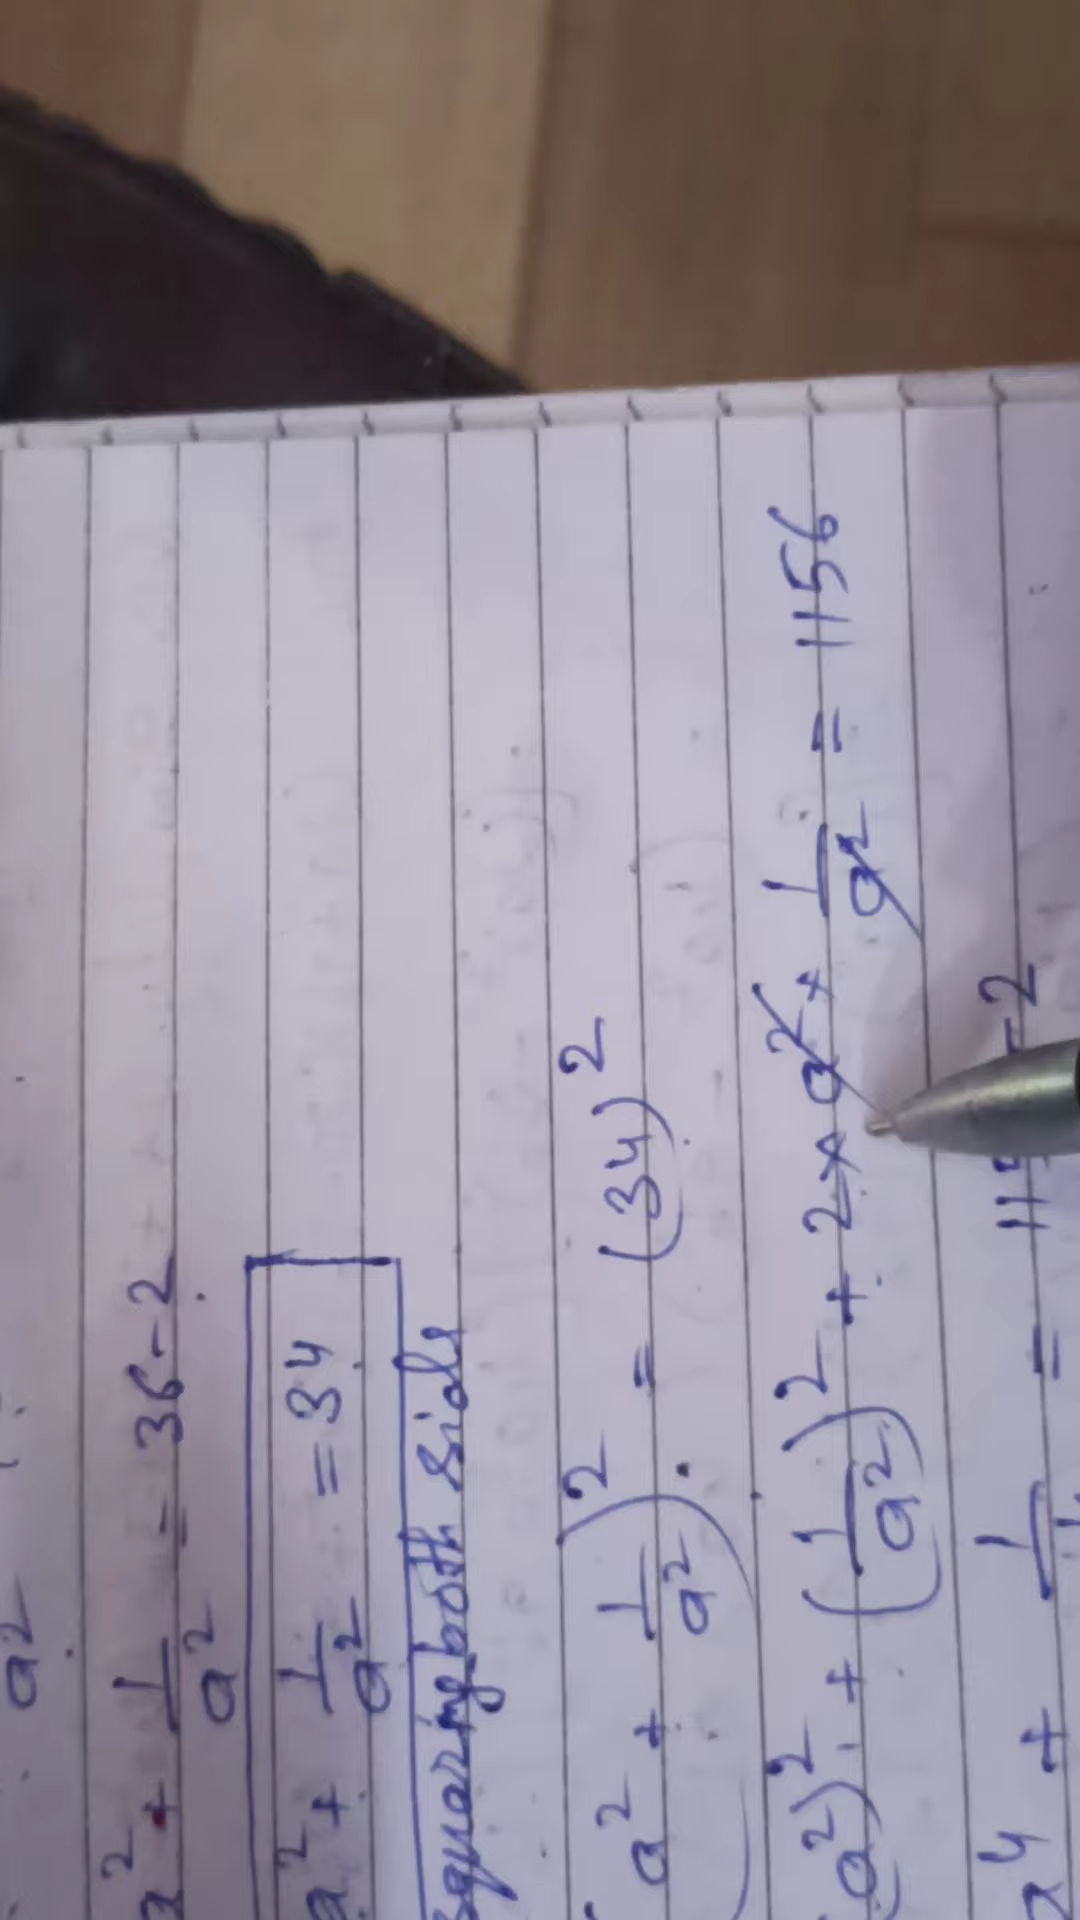 a²
a² + 1/a² = 36-2
a² + 1/a² = 34
Squaring both Side
(a² + 1/a²)² = (34)²
(a²)² + (1/a²)² + 2 × a² × 1/a² = 1156
a⁴ + 1/ = 11 -2